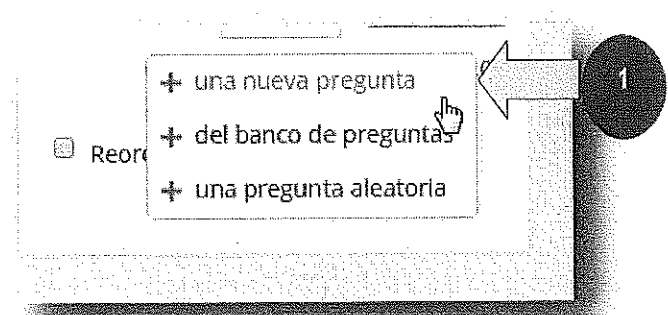 + una nueva pregunta
1
+ del banco de preguntas
Reor
+ una pregunta aleatoria